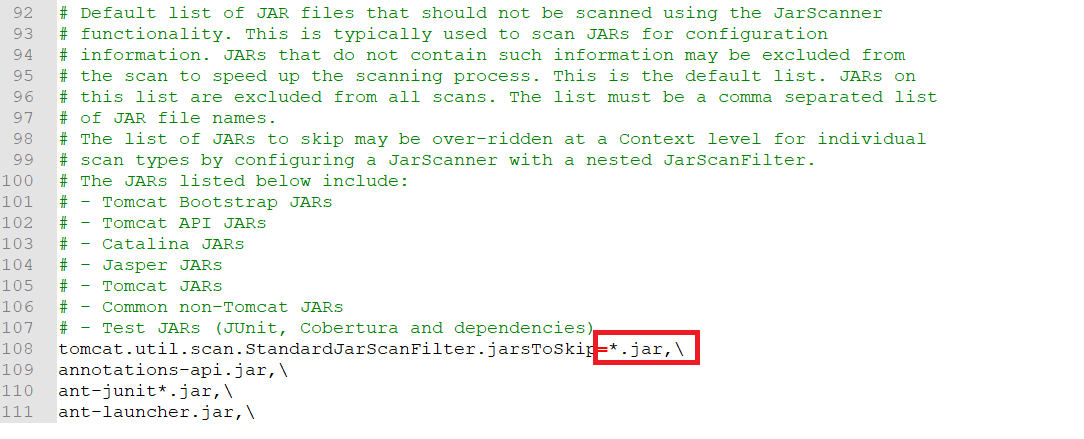 92 # Default list of JAR files that should not be scanned using the JarScanner
93 # functionality. This is typically used to scan JARs for configuration
94 # information. JARs that do not contain such information may be excluded from
95 # the scan to speed up the scanning process. This is the default list. JARs on
96 # this list are excluded from all scans. The list must be a comma separated list
97 # of JAR file names.
98 # The list of JARs to skip may be over-ridden at a Context level for individual
99 # scan types by configuring a JarScanner with a nested JarScanFilter.
100 # The JARs listed below include:
101 # - Tomcat Bootstrap JARs
102 # - Tomcat API JARs
103 # - Catalina JARs
104 # - Jasper JARs
105 # - Tomcat JARs
106 # - Common non-Tomcat JARs
107 # - Test JARs (JUnit, Cobertura and dependencies)
108 tomcat.util.scan.StandardJarScanFilter.jarsToSkip=*.jar,\
109 annotations-api.jar,\
110 ant-junit*.jar,\
111 ant-launcher.jar,\